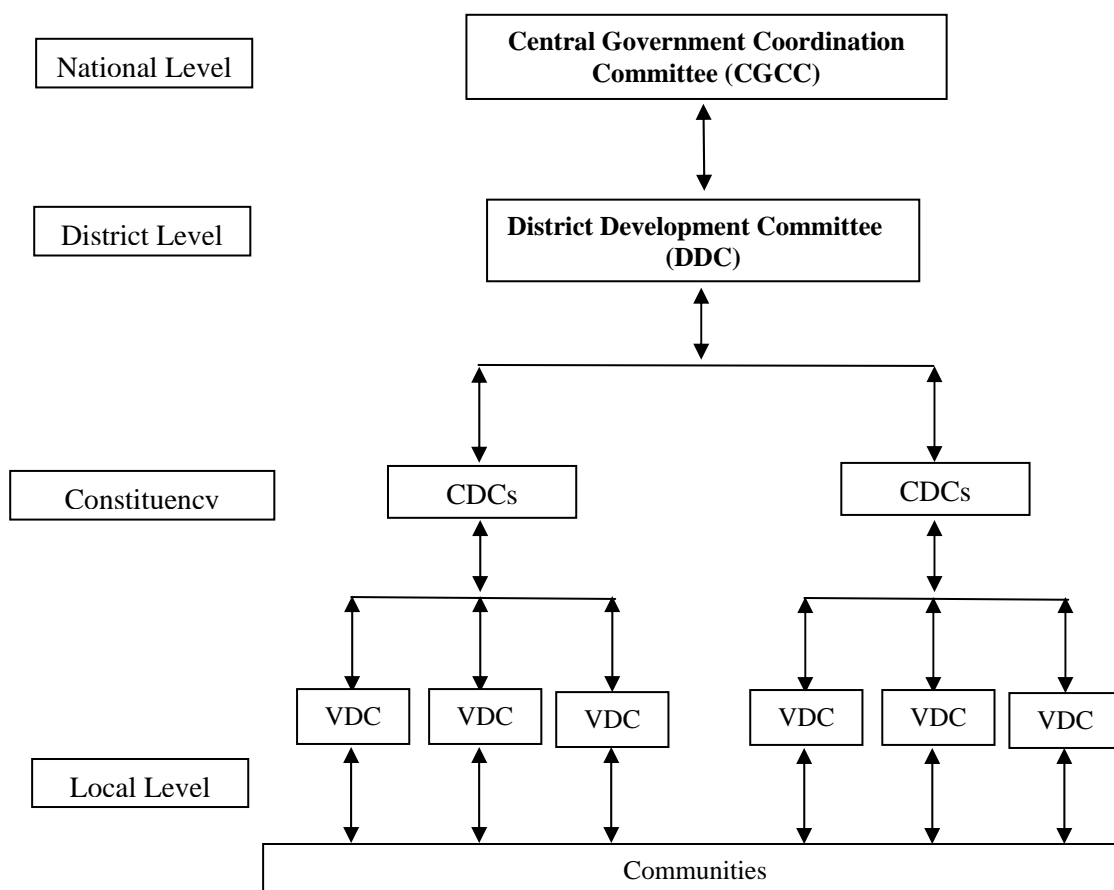 National Level
Central Government Coordination
Committee (CGCC)
District Level
District Development Committee
(DDC)
Constituency
CDCs
CDCs
VDC
VDC
VDC
VDC
VDC
VDC
Local Level
Communities